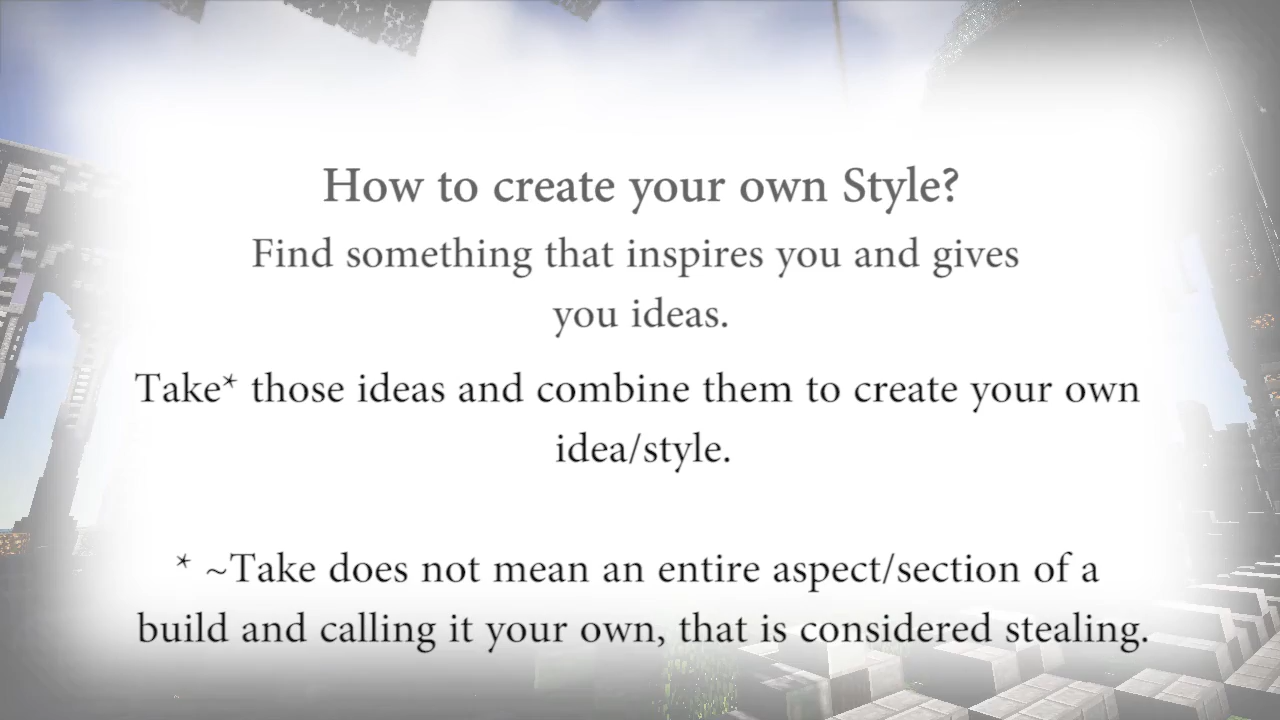 How to create your own Style?
Find something that inspires you and gives
you ideas.
Take* those ideas and combine them to create your own
idea/style.
* ~Take does not mean an entire aspect/section of a
build and calling it your own, that is considered stealing.